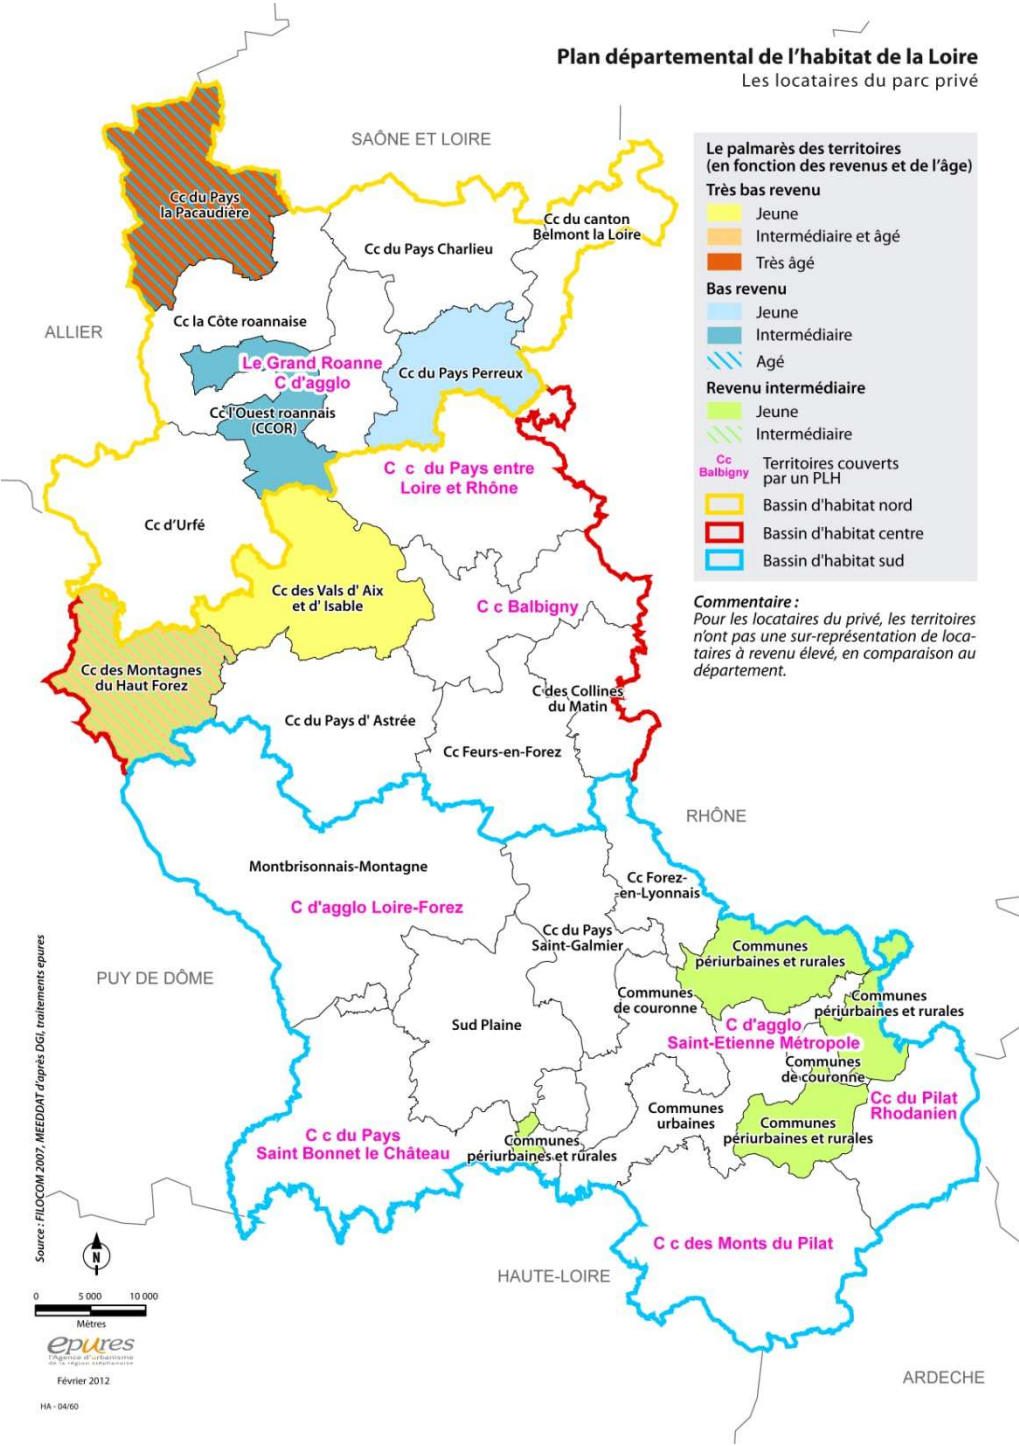 Plan départemental de l'habitat de la Loire
Les locataires du parc privé
Le palmarès des territoires
(en fonction des revenus et de l'âge)
Très bas revenu
Jeune
Intermédiaire et âgé
Très âgé
Bas revenu
Jeune
Intermédiaire
Agé
Revenu intermédiaire
Jeune
Intermédiaire
Cc
Balbigny
Territoires couverts
par un PLH
Bassin d'habitat nord
Bassin d'habitat centre
Bassin d'habitat sud
Commentaire :
Pour les locataires du privé, les territoires
n'ont pas une sur-représentation de loca-
taires à revenu élevé, en comparaison au
département.
SAÔNE ET LOIRE
Cc du Pays
la Pacaudière
Cc du canton
Belmont la Loire
Cc du Pays Charlieu
ALLIER
Cc la Côte roannaise
Le Grand Roanne
C d'agglo
Cc du Pays Perreux
Cc l'Ouest roannais
(CCOR)
C c du Pays entre
Loire et Rhône
Cc d'Urfé
Cc des Vals d' Aix
et d' Isable
C c Balbigny
Cc des Montagnes
du Haut Forez
C des Collines
du Matin
Cc du Pays d' Astrée
Cc Feurs-en-Forez
RHÔNE
Montbrisonnais-Montagne
C d'agglo Loire-Forez
Cc Forez-
en-Lyonnais
Cc du Pays
Saint-Galmier
Communes
périurbaines et rurales
PUY DE DÔME
Communes
de couronne
Communes
périurbaines et rurales
Sud Plaine
C d'agglo
Saint-Etienne Métropole
Communes
de couronne
Cc du Pilat
Rhodanien
Communes
urbaines
Communes
périurbaines et rurales
C c du Pays
Saint Bonnet le Château
Communes
périurbaines et rurales
C c des Monts du Pilat
HAUTE-LOIRE
ARDECHE
Source : FILOCOM 2007, MEEDDAT d'après DGI, traitements epures
N
0 5 000 10 000
Mètres
epures
l'Agence d'urbanisme
de la région stéphanoise
Février 2012
HA - 04/60